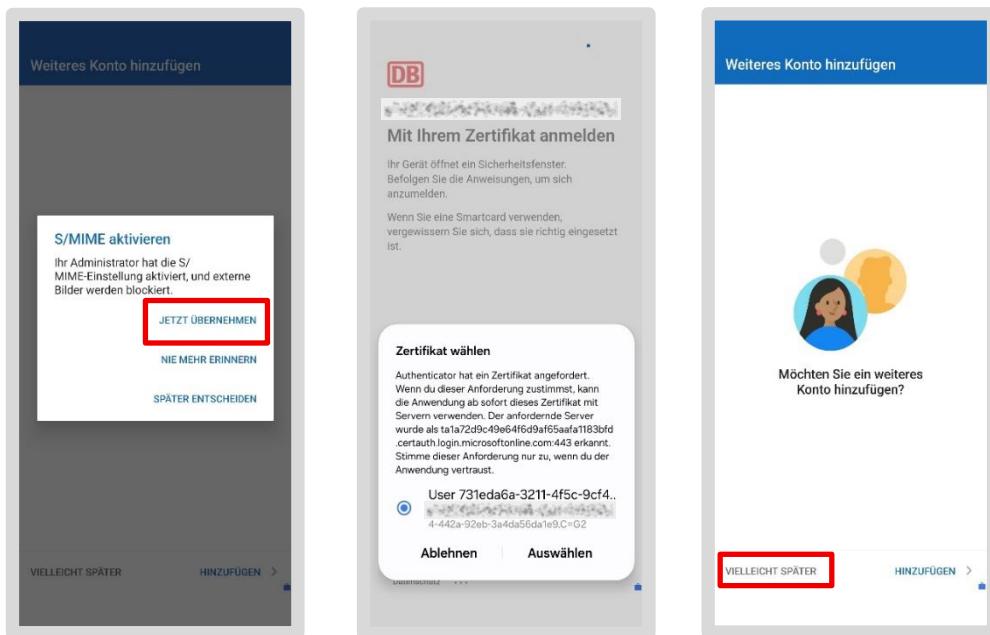 Weiteres Konto hinzufügen
S/MIME aktivieren
Ihr Administrator hat die S/
MIME-Einstellung aktiviert, und externe
Bilder werden blockiert.
JETZT ÜBERNEHMEN
NIE MEHR ERINNERN
SPÄTER ENTSCHEIDEN
VIELLEICHT SPÄTER
HINZUFÜGEN
DB
Mit Ihrem Zertifikat anmelden
Ihr Gerät öffnet ein Sicherheitsfenster.
Befolgen Sie die Anweisungen, um sich
anzumelden.
Wenn Sie eine Smartcard verwenden,
vergewissern Sie sich, dass sie richtig eingesetzt
ist.
Zertifikat wählen
Authenticator hat ein Zertifikat angefordert.
Wenn du dieser Anforderung zustimmst, kann
die Anwendung ab sofort dieses Zertifikat mit
Servern verwenden. Der anfordernde Server
wurde als ta1a72d9c49e64f6d9af65aafa1183bfd
.certauth.login.microsoftonline.com:443 erkannt.
Stimme dieser Anforderung nur zu, wenn du der
Anwendung vertraust.
User 731eda6a-3211-4f5c-9cf4..
4-442a-92eb-3a4da56da1e9.C=G2
Ablehnen
Auswählen
Datenschutz ...
Weiteres Konto hinzufügen
Möchten Sie ein weiteres
Konto hinzufügen?
VIELLEICHT SPÄTER
HINZUFÜGEN